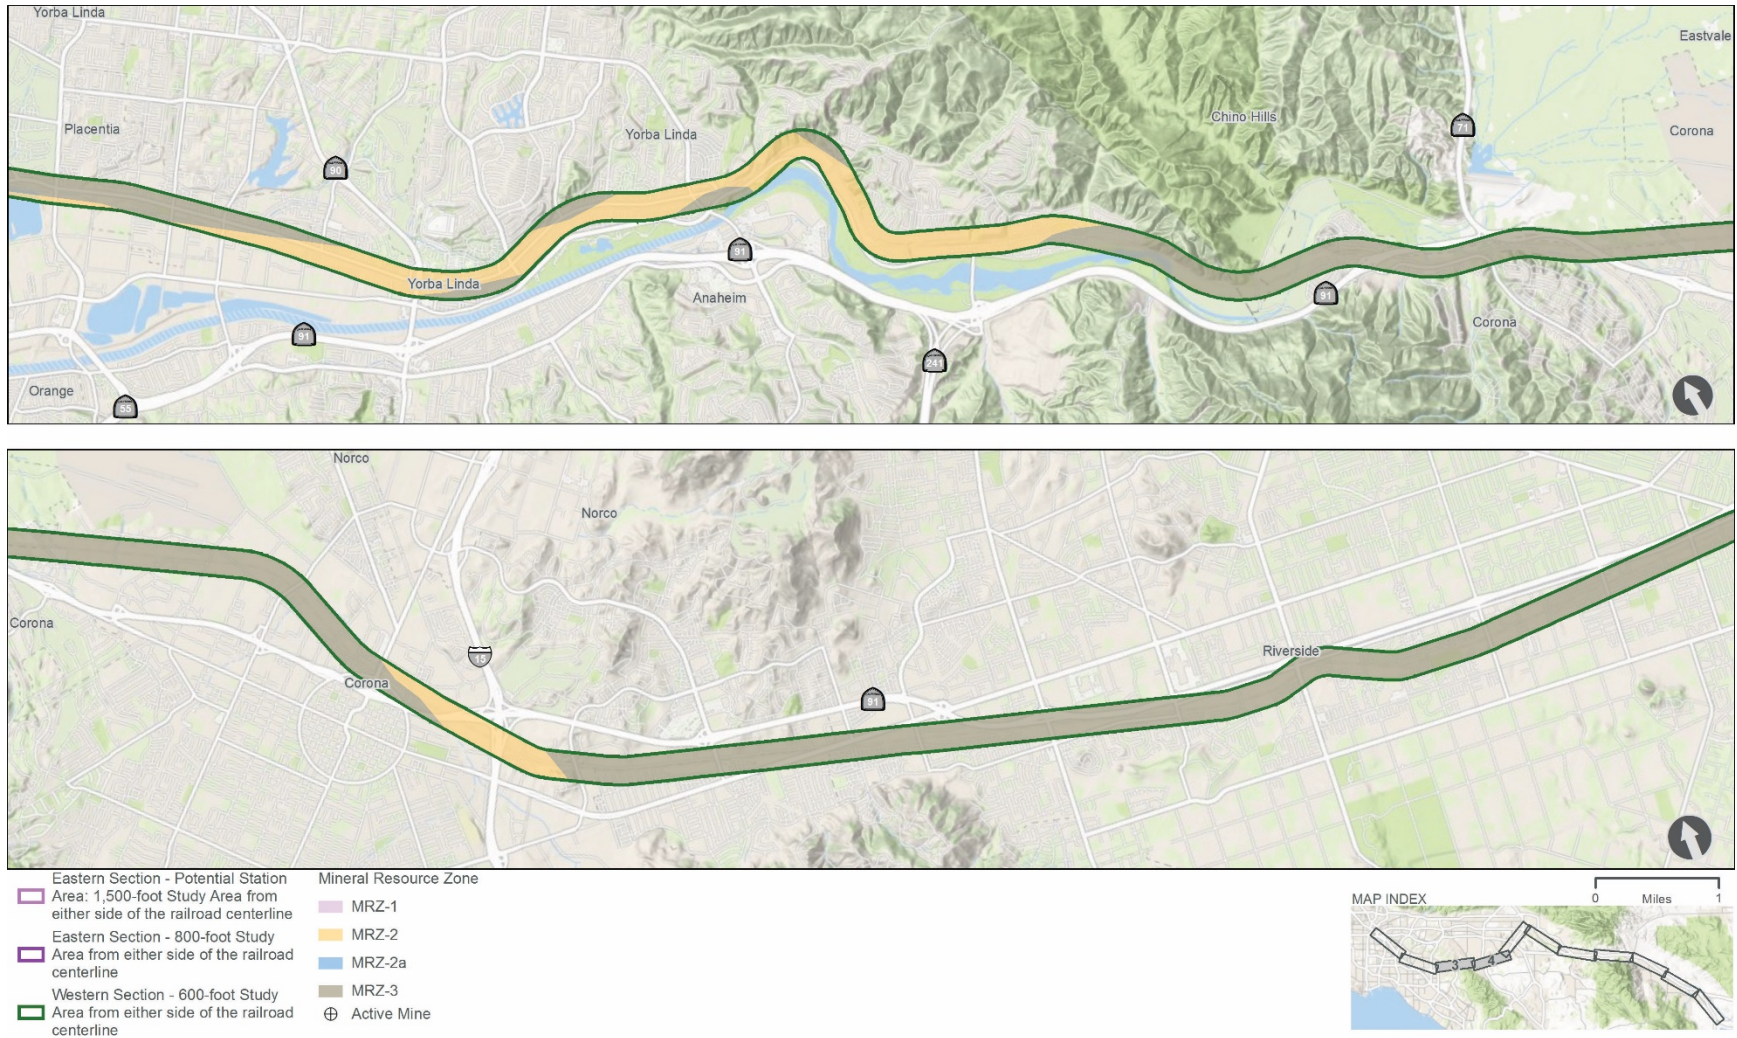 Yorba Linda
Eastvale
Placentia
Yorba Linda
Chino Hills
71
Corona
90
91
Yorba Linda
Anaheim
91
91
Corona
Orange
55
241
Norco
Norco
Corona
15
Riverside
Corona
91
Eastern Section - Potential Station
Area: 1,500-foot Study Area from
either side of the railroad centerline
Eastern Section - 800-foot Study
Area from either side of the railroad
centerline
Western Section - 600-foot Study
Area from either side of the railroad
centerline
Mineral Resource Zone
MRZ-1
MRZ-2
MRZ-2a
MRZ-3
Active Mine
MAP INDEX
0 Miles 1
3
4